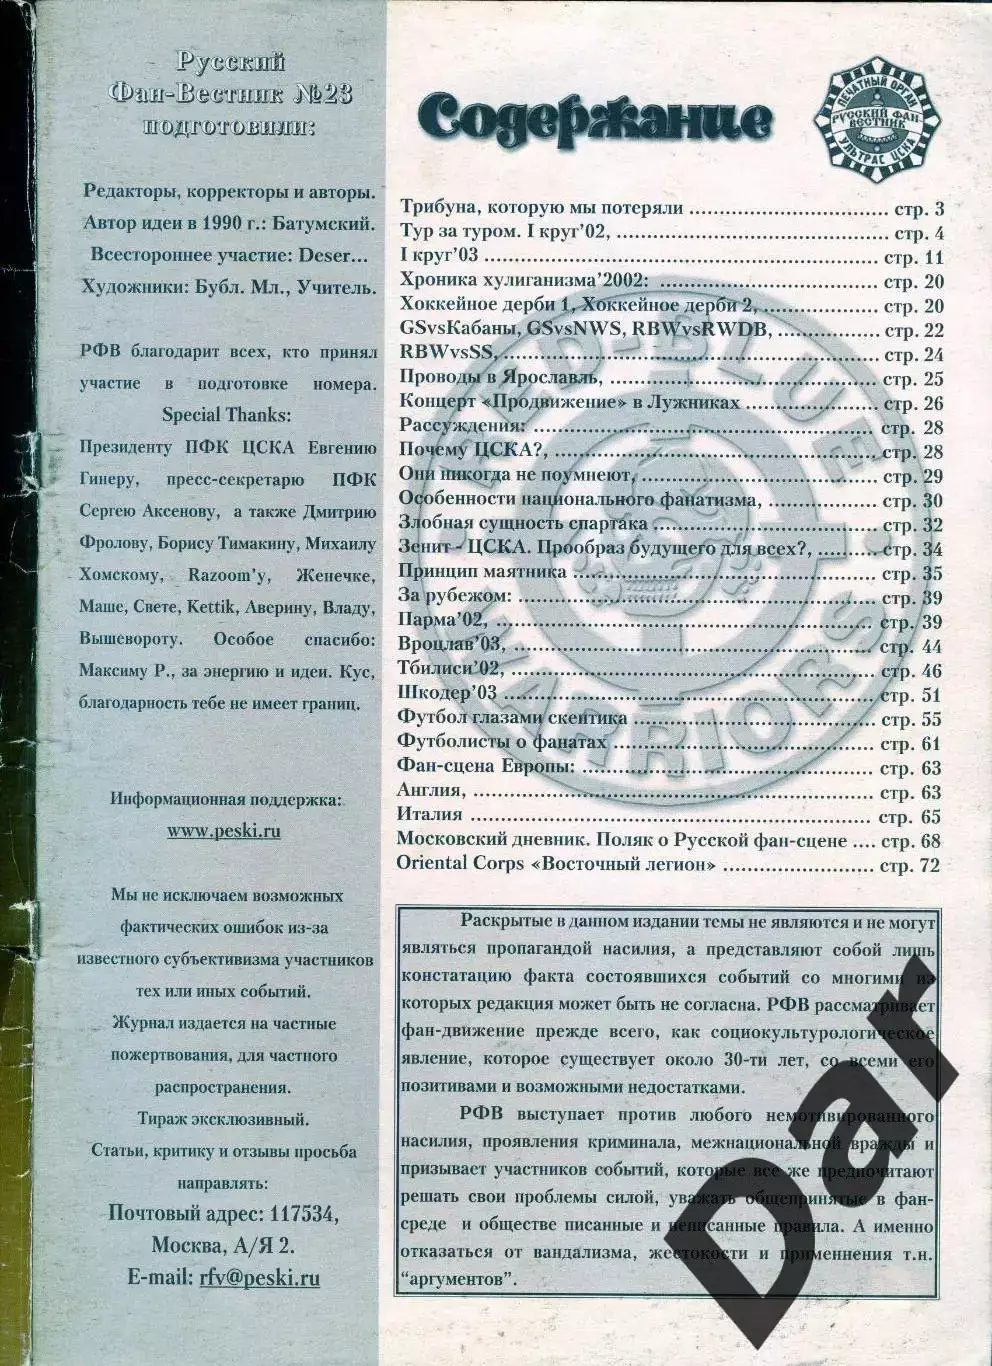 Русский
Фан-Вестник №23
подготовили:
Редакторы, корректоры и авторы.
Автор идеи в 1990 г.: Батумский.
Всестороннее участие: Deser...
Художники: Бубл. Мл., Учитель.
РФВ благодарит всех, кто принял
участие в подготовке номера.
Special Thanks:
Президенту ПФК ЦСКА Евгению
Гинеру, пресс-секретарю ПФК
Сергею Аксенову, а также Дмитрию
Фролову, Борису Тимакину, Михаилу
Хомскому, Razoom'у, Женечке,
Маше, Свете, Kettik, Аверину, Владу,
Вышевороту. Особое спасибо:
Максиму Р., за энергию и идеи. Кус,
благодарность тебе не имеет границ.
Информационная поддержка:
www.peski.ru
Мы не исключаем возможных
фактических ошибок из-за
известного субъективизма участников
тех или иных событий.
Журнал издается на частные
пожертвования, для частного
распространения.
Тираж эксклюзивный.
Статьи, критику и отзывы просьба
направлять:
Почтовый адрес: 117534,
Москва, А/Я 2.
E-mail: rfv@peski.ru
Содержание
ПЕЧАТНЫЙ ОРГАН
РУССКИЙ ФАН-
ВЕСТНИК
УЛЬТРАС ЦСКА
Трибуна, которую мы потеряли ... стр. 3
Тур за туром. I круг'02, ... стр. 4
I круг'03 ... стр. 11
Хроника хулиганизма'2002: ... стр. 20
Хоккейное дерби 1, Хоккейное дерби 2, ... стр. 20
GSvsКабаны, GSvsNWS, RBWvsRWDB, ... стр. 22
RBWvsSS, ... стр. 24
Проводы в Ярославль, ... стр. 25
Концерт «Продвижение» в Лужниках ... стр. 26
Рассуждения: ... стр. 28
Почему ЦСКА?, ... стр. 28
Они никогда не поумнеют, ... стр. 29
Особенности национального фанатизма, ... стр. 30
Злобная сущность спартака ... стр. 32
Зенит - ЦСКА. Прообраз будущего для всех?, ... стр. 34
Принцип маятника ... стр. 35
За рубежом: ... стр. 39
Парма'02, ... стр. 39
Вроцлав'03, ... стр. 44
Тбилиси'02, ... стр. 46
Шкодер'03 ... стр. 51
Футбол глазами скептика ... стр. 55
Футболисты о фанатах ... стр. 61
Фан-сцена Европы: ... стр. 63
Англия, ... стр. 63
Италия ... стр. 65
Московский дневник. Поляк о Русской фан-сцене .... стр. 68
Oriental Corps «Восточный легион» ... стр. 72
RED-BLUE
WARRIORS
Раскрытые в данном издании темы не являются и не могут
являться пропагандой насилия, а представляют собой лишь
констатацию факта состоявшихся событий со многими из
которых редакция может быть не согласна. РФВ рассматривает
фан-движение прежде всего, как социокультурологическое
явление, которое существует около 30-ти лет, со всеми его
позитивами и возможными недостатками.
РФВ выступает против любого немотивированного
насилия, проявления криминала, межнациональной вражды и
призывает участников событий, которые все же предпочитают
решать свои проблемы силой, уважать общепринятые в фан-
среде и обществе писанные и неписанные правила. А именно
отказаться от вандализма, жестокости и применнения т.н.
"аргументов".
Dar